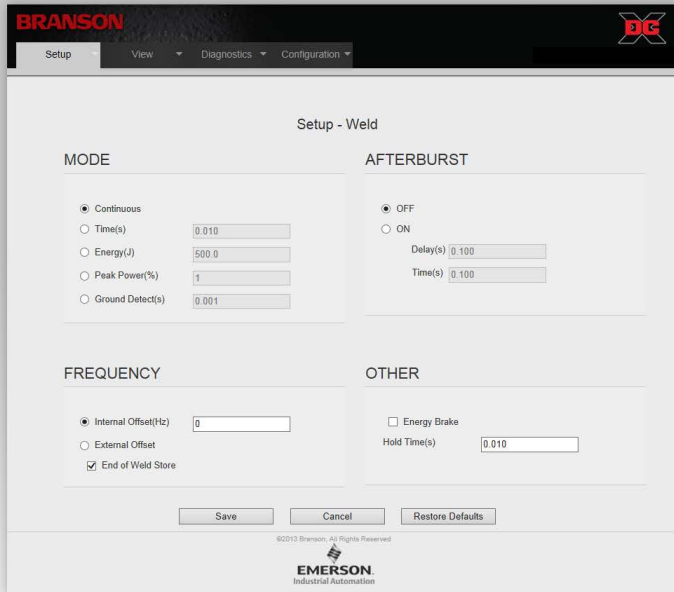 BRANSON
DCX
Setup View Diagnostics Configuration
Setup - Weld
MODE
Continuous
Time(s) 0.010
Energy(J) 500.0
Peak Power(%) 1
Ground Detect(s) 0.001
AFTERBURST
OFF
ON
Delay(s) 0.100
Time(s) 0.100
FREQUENCY
Internal Offset(Hz) 0
External Offset
End of Weld Store
OTHER
Energy Brake
Hold Time(s) 0.010
Save Cancel Restore Defaults
©2013 Branson, All Rights Reserved
EMERSON.
Industrial Automation